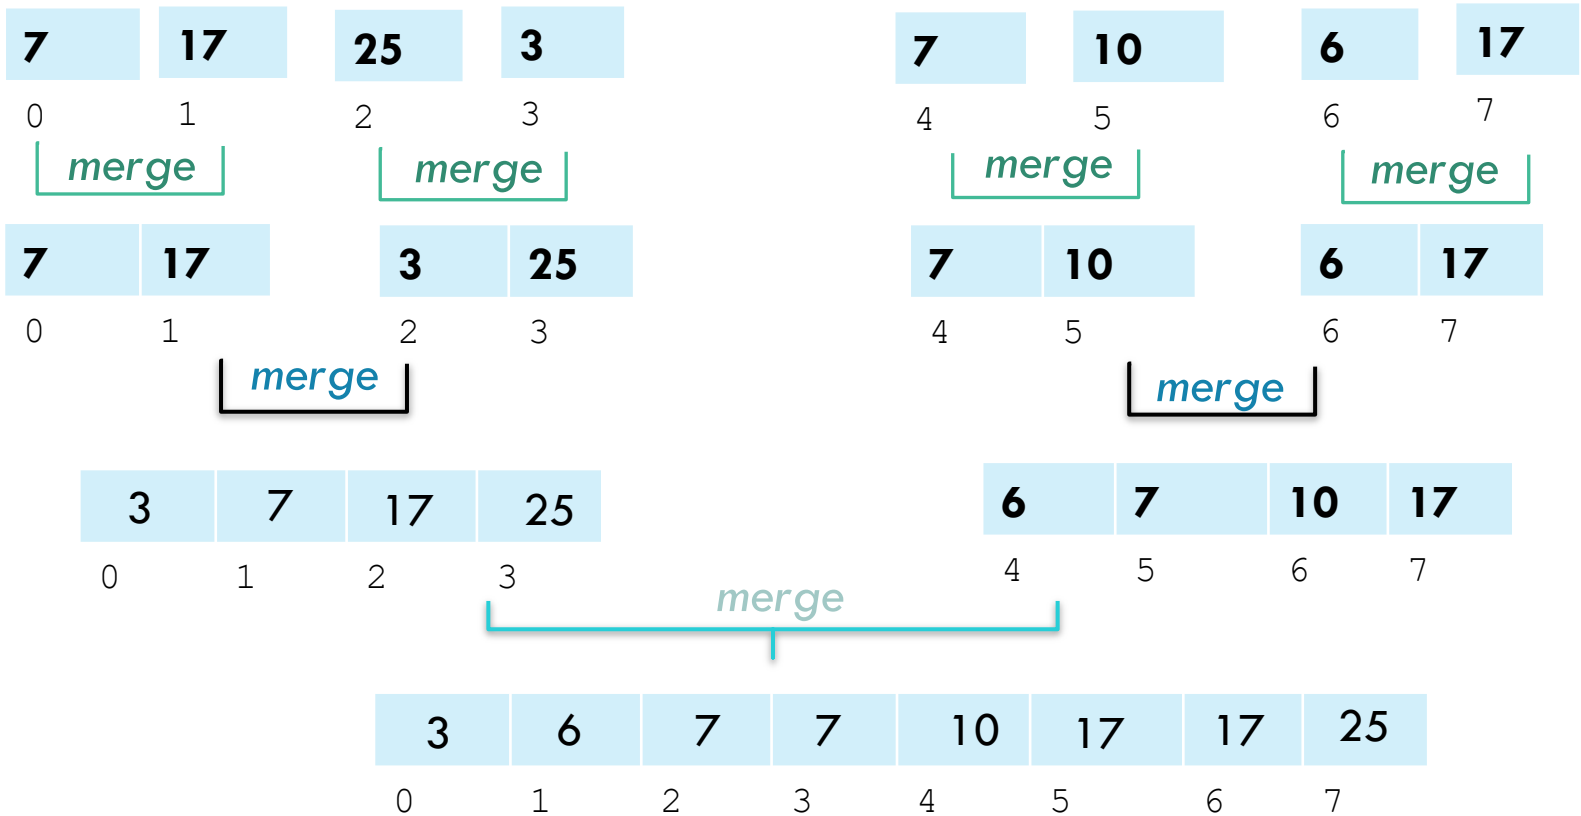 7 17 25 3 7 10 6 17
0 1 2 3 4 5 6 7
merge merge merge merge
7 17 3 25 7 10 6 17
0 1 2 3 4 5 6 7
merge merge
3 7 17 25 6 7 10 17
0 1 2 3 4 5 6 7
merge
3 6 7 7 10 17 17 25
0 1 2 3 4 5 6 7